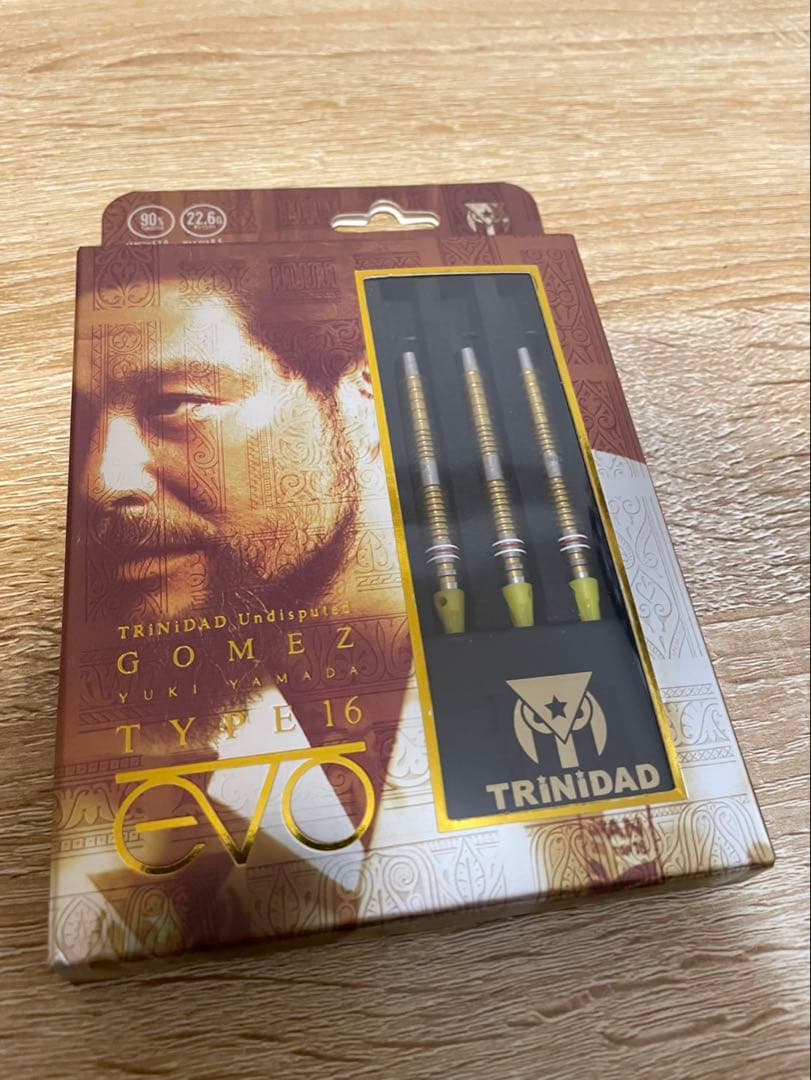 90%
22.6G
TRiNiDAD Undisputed
GOMEZ
YUKI YAMADA
TYPE 16
EVO
TRiNiDAD